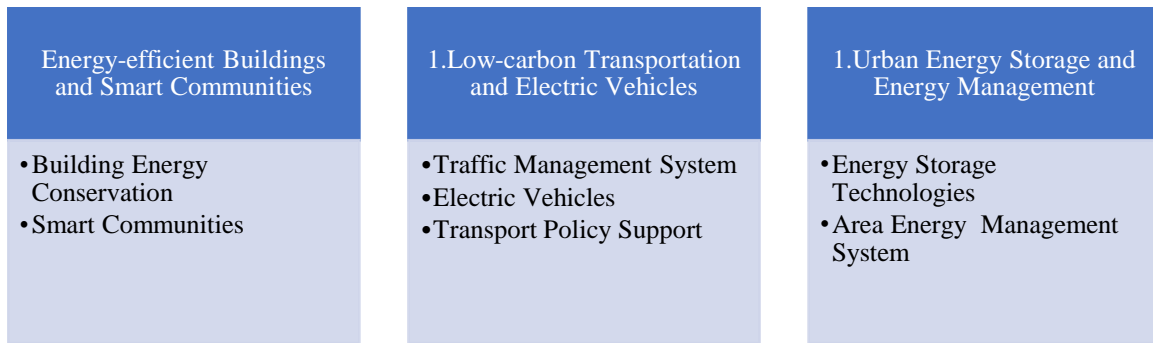 Energy-efficient Buildings
and Smart Communities
•Building Energy
Conservation
•Smart Communities
1.Low-carbon Transportation
and Electric Vehicles
•Traffic Management System
•Electric Vehicles
•Transport Policy Support
1.Urban Energy Storage and
Energy Management
•Energy Storage
Technologies
•Area Energy  Management
System